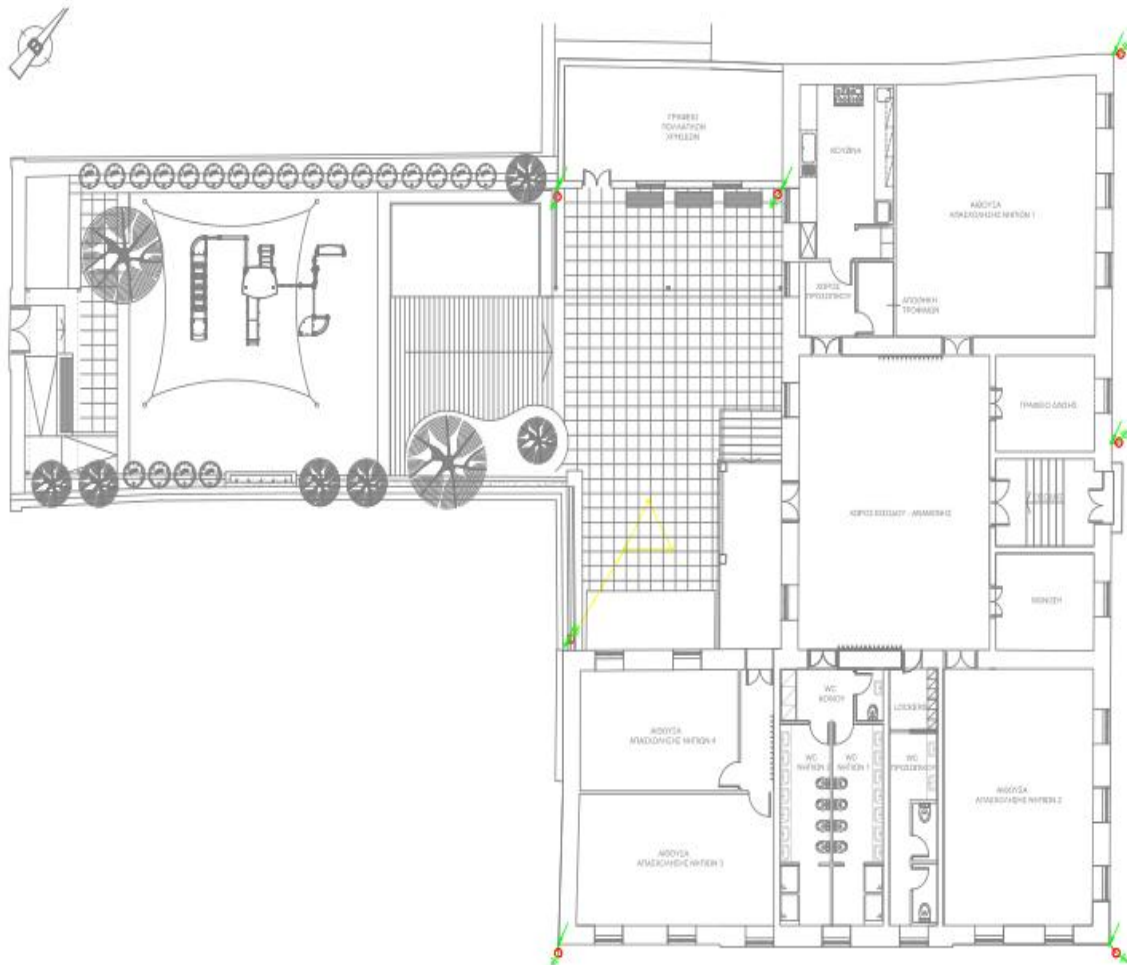 ΓΡΑΦΕΙΟ
ΠΟΛΛΑΠΛΩΝ
ΧΡΗΣΕΩΝ
ΚΟΥΖΙΝΑ
ΑΙΘΟΥΣΑ
ΑΠΑΣΧΟΛΗΣΗΣ ΝΗΠΙΩΝ 1
ΧΩΡΟΣ
ΠΡΟΣΩΠΙΚΟΥ
ΑΠΟΘΗΚΗ
ΤΡΟΦΙΜΩΝ
ΓΡΑΦΕΙΟ Δ/ΝΣΗΣ
ΧΩΡΟΣ ΕΙΣΟΔΟΥ - ΑΝΑΜΟΝΗΣ
ΜΟΝΩΣΗ
WC
ΚΟΙΝΟΥ
LOCKERS
ΑΙΘΟΥΣΑ
ΑΠΑΣΧΟΛΗΣΗΣ ΝΗΠΙΩΝ 4
WC
ΝΗΠΙΩΝ 2
WC
ΝΗΠΙΩΝ 1
WC
ΠΡΟΣΩΠΙΚΟΥ
ΑΙΘΟΥΣΑ
ΑΠΑΣΧΟΛΗΣΗΣ ΝΗΠΙΩΝ 2
ΑΙΘΟΥΣΑ
ΑΠΑΣΧΟΛΗΣΗΣ ΝΗΠΙΩΝ 3